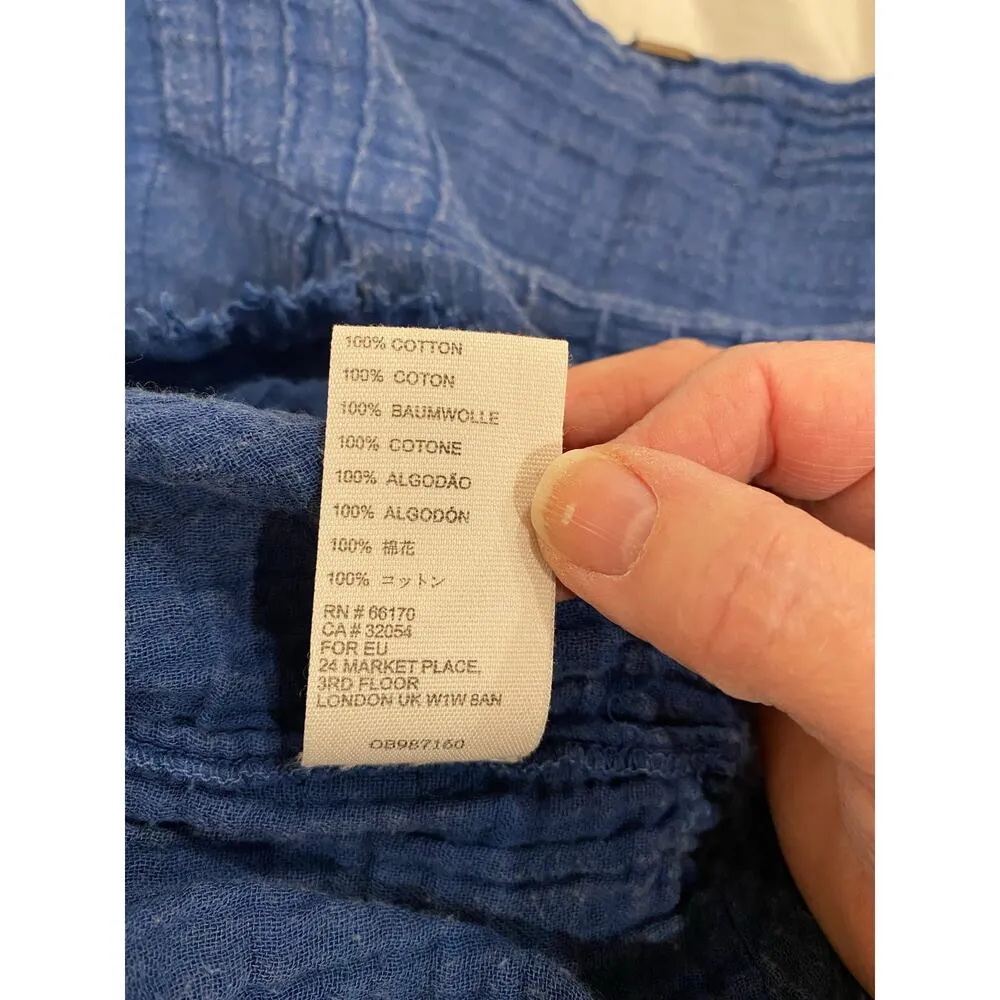 100% COTTON
100% COTON
100% BAUMWOLLE
100% COTONE
100% ALGODÃO
100% ALGODÓN
100% 棉花
100% コットン
RN # 66170
CA # 32054
FOR EU
24 MARKET PLACE,
3RD FLOOR
LONDON UK W1W 8AN
OB987160